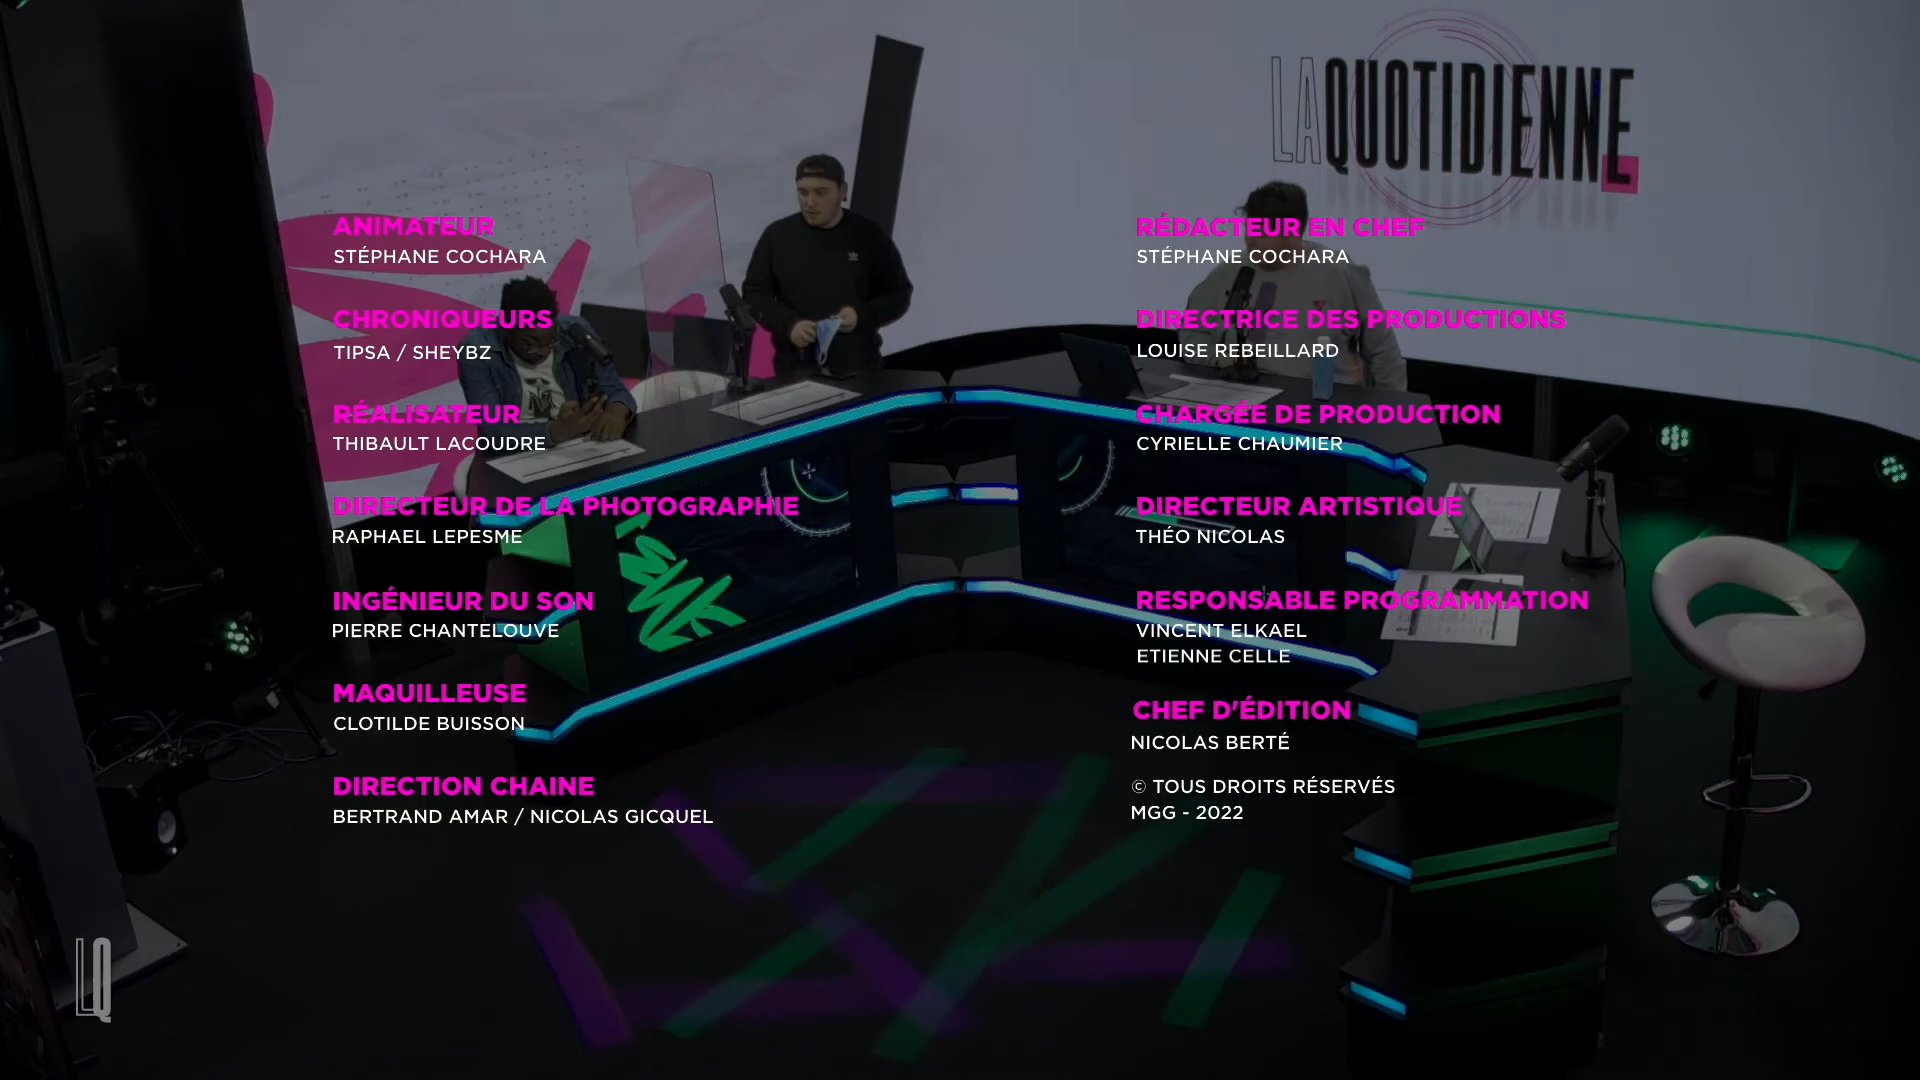 LAQUOTIDIENNE
ANIMATEUR
STÉPHANE COCHARA
CHRONIQUEURS
TIPSA / SHEYBZ
RÉALISATEUR
THIBAULT LACOUDRE
DIRECTEUR DE LA PHOTOGRAPHIE
RAPHAEL LEPESME
INGÉNIEUR DU SON
PIERRE CHANTELOUVE
MAQUILLEUSE
CLOTILDE BUISSON
DIRECTION CHAINE
BERTRAND AMAR / NICOLAS GICQUEL
RÉDACTEUR EN CHEF
STÉPHANE COCHARA
DIRECTRICE DES PRODUCTIONS
LOUISE REBEILLARD
CHARGÉE DE PRODUCTION
CYRIELLE CHAUMIER
DIRECTEUR ARTISTIQUE
THÉO NICOLAS
RESPONSABLE PROGRAMMATION
VINCENT ELKAEL
ETIENNE CELLE
CHEF D'ÉDITION
NICOLAS BERTÉ
© TOUS DROITS RÉSERVÉS
MGG - 2022
LQ